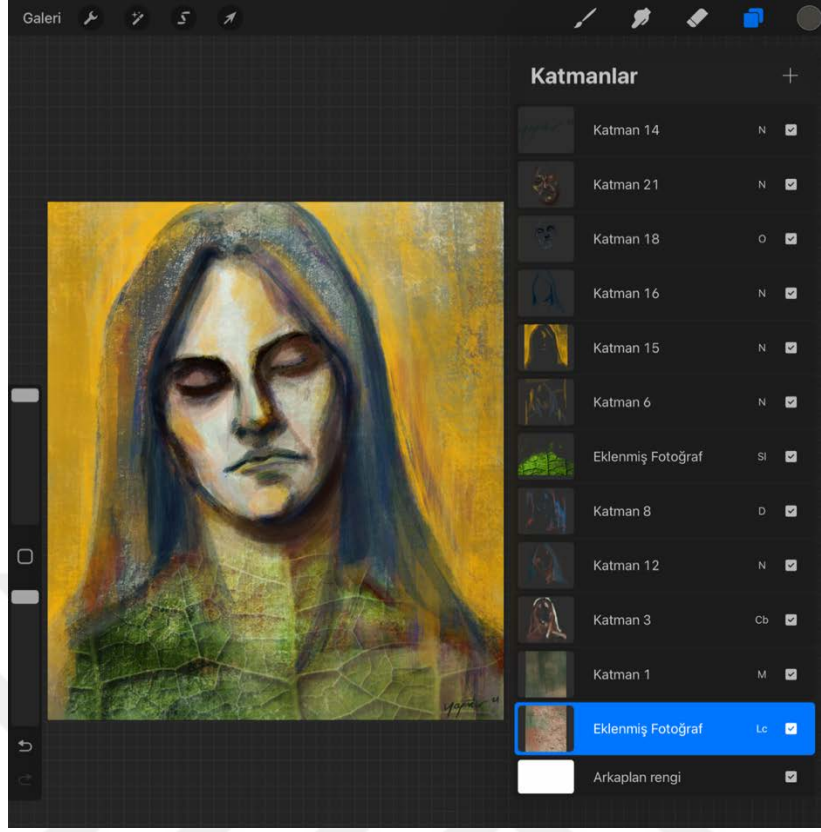 Galeri
Katmanlar
Katman 14 N
Katman 21 N
Katman 18 O
Katman 16 N
Katman 15 N
Katman 6 N
Eklenmiş Fotoğraf Sl
Katman 8 D
Katman 12 N
Katman 3 Cb
Katman 1 M
Eklenmiş Fotoğraf Lc
Arkaplan rengi